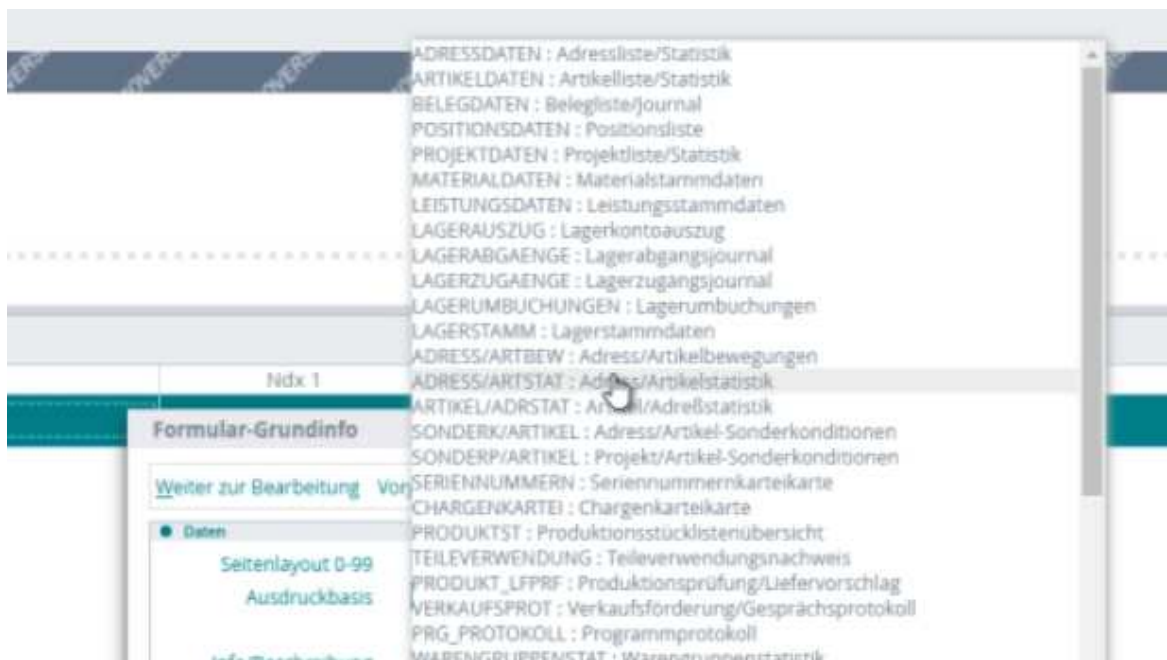 ADRESSDATEN : Adressliste/Statistik
ARTIKELDATEN : Artikelliste/Statistik
BELEGDATEN : Belegliste/Journal
POSITIONSDATEN : Positionsliste
PROJEKTDATEN : Projektliste/Statistik
MATERIALDATEN : Materialstammdaten
LEISTUNGSDATEN : Leistungsstammdaten
LAGERAUSZUG : Lagerkontoauszug
LAGERABGAENGE : Lagerabgangsjournal
LAGERZUGAENGE : Lagerzugangsjournal
LAGERUMBUCHUNGEN : Lagerumbuchungen
LAGERSTAMM : Lagerstammdaten
ADRESS/ARTBEW : Adress/Artikelbewegungen
Ndx 1
ADRESS/ARTSTAT : Adress/Artikelstatistik
ARTIKEL/ADRSTAT : Artikel/Adreßstatistik
Formular-Grundinfo
SONDERK/ARTIKEL : Adress/Artikel-Sonderkonditionen
SONDERP/ARTIKEL : Projekt/Artikel-Sonderkonditionen
Weiter zur Bearbeitung
SERIENNUMMERN : Seriennummernkarteikarte
CHARGENKARTEI : Chargenkarteikarte
Daten
PRODUKTST : Produktionsstücklistenübersicht
Seitenlayout 0-99
TEILEVERWENDUNG : Teileverwendungsnachweis
PRODUKT_LFPRF : Produktionsprüfung/Liefervorschlag
Ausdruckbasis
VERKAUFSPROT : Verkaufsförderung/Gesprächsprotokoll
PRG_PROTOKOLL : Programmprotokoll
WARENGRUPPENSTAT : Warengruppenstatistik